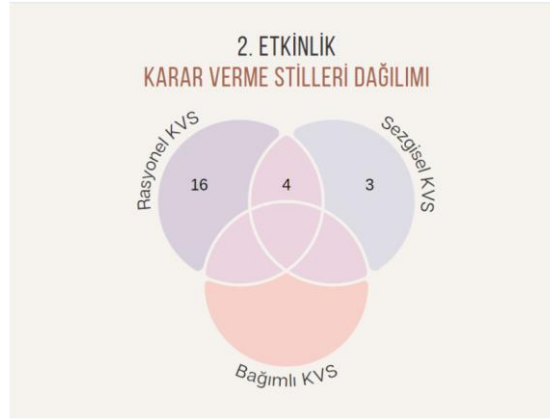 2. ETKİNLİK
KARAR VERME STİLLERİ DAĞILIMI
Rasyonel KVS
Sezgisel KVS
16
4
3
Bağımlı KVS